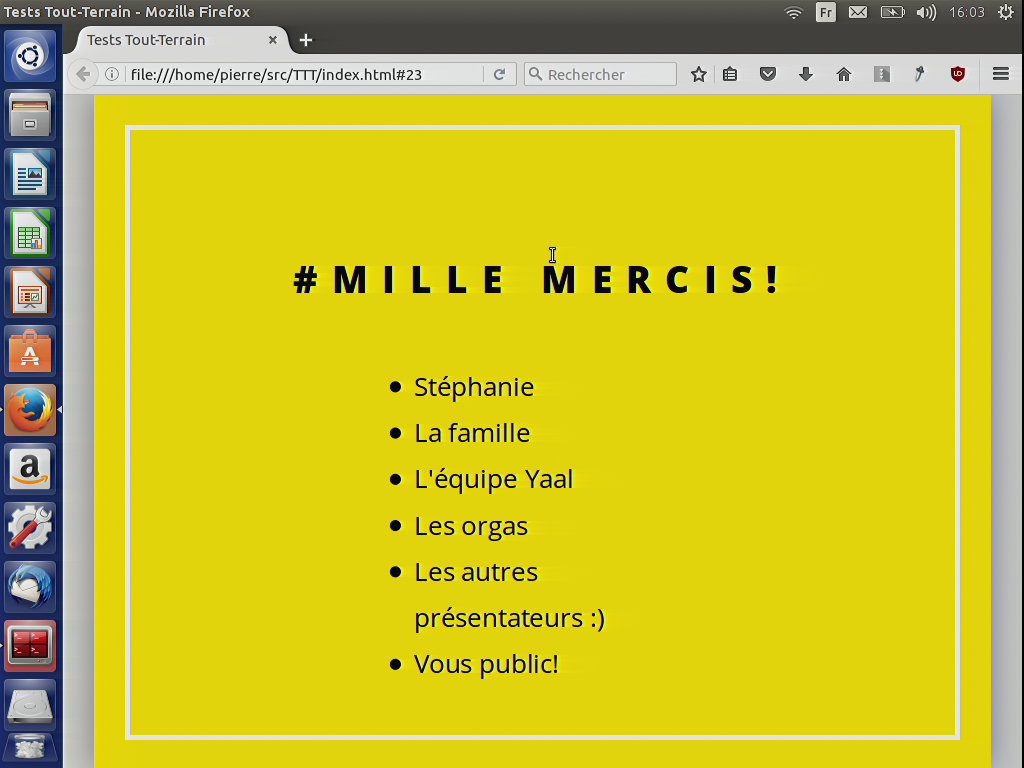 Tests Tout-Terrain - Mozilla Firefox
Fr
16:03
Tests Tout-Terrain
file:///home/pierre/src/TTT/index.html#23
Rechercher
#MILLE MERCIS!
Stéphanie
La famille
L'équipe Yaal
Les orgas
Les autres
présentateurs :)
Vous public!